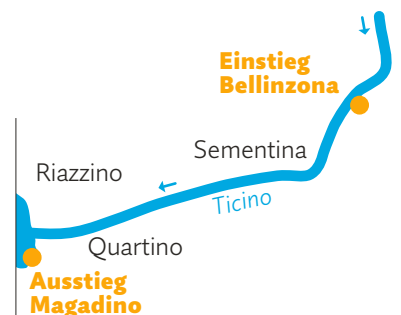 Einstieg
Bellinzona
Sementina
Riazzino
Ticino
Quartino
Ausstieg
Magadino